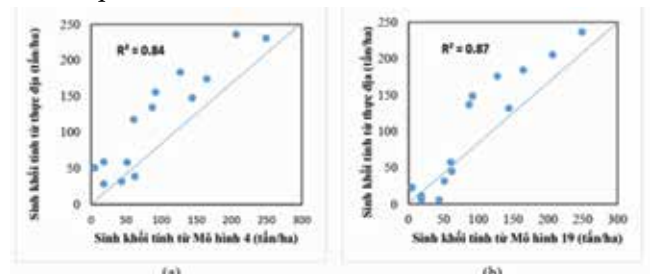 R² = 0.84
Sinh khối tính từ thực địa (tấn/ha)
250
200
150
100
50
0
0 50 100 150 200 250 300
Sinh khối tính từ Mô hình 4 (tấn/ha)
(a)
R² = 0.87
Sinh khối tính từ thực địa (tấn/ha)
250
200
150
100
50
0
0 50 100 150 200 250 300
Sinh khối tính từ Mô hình 19 (tấn/ha)
(b)